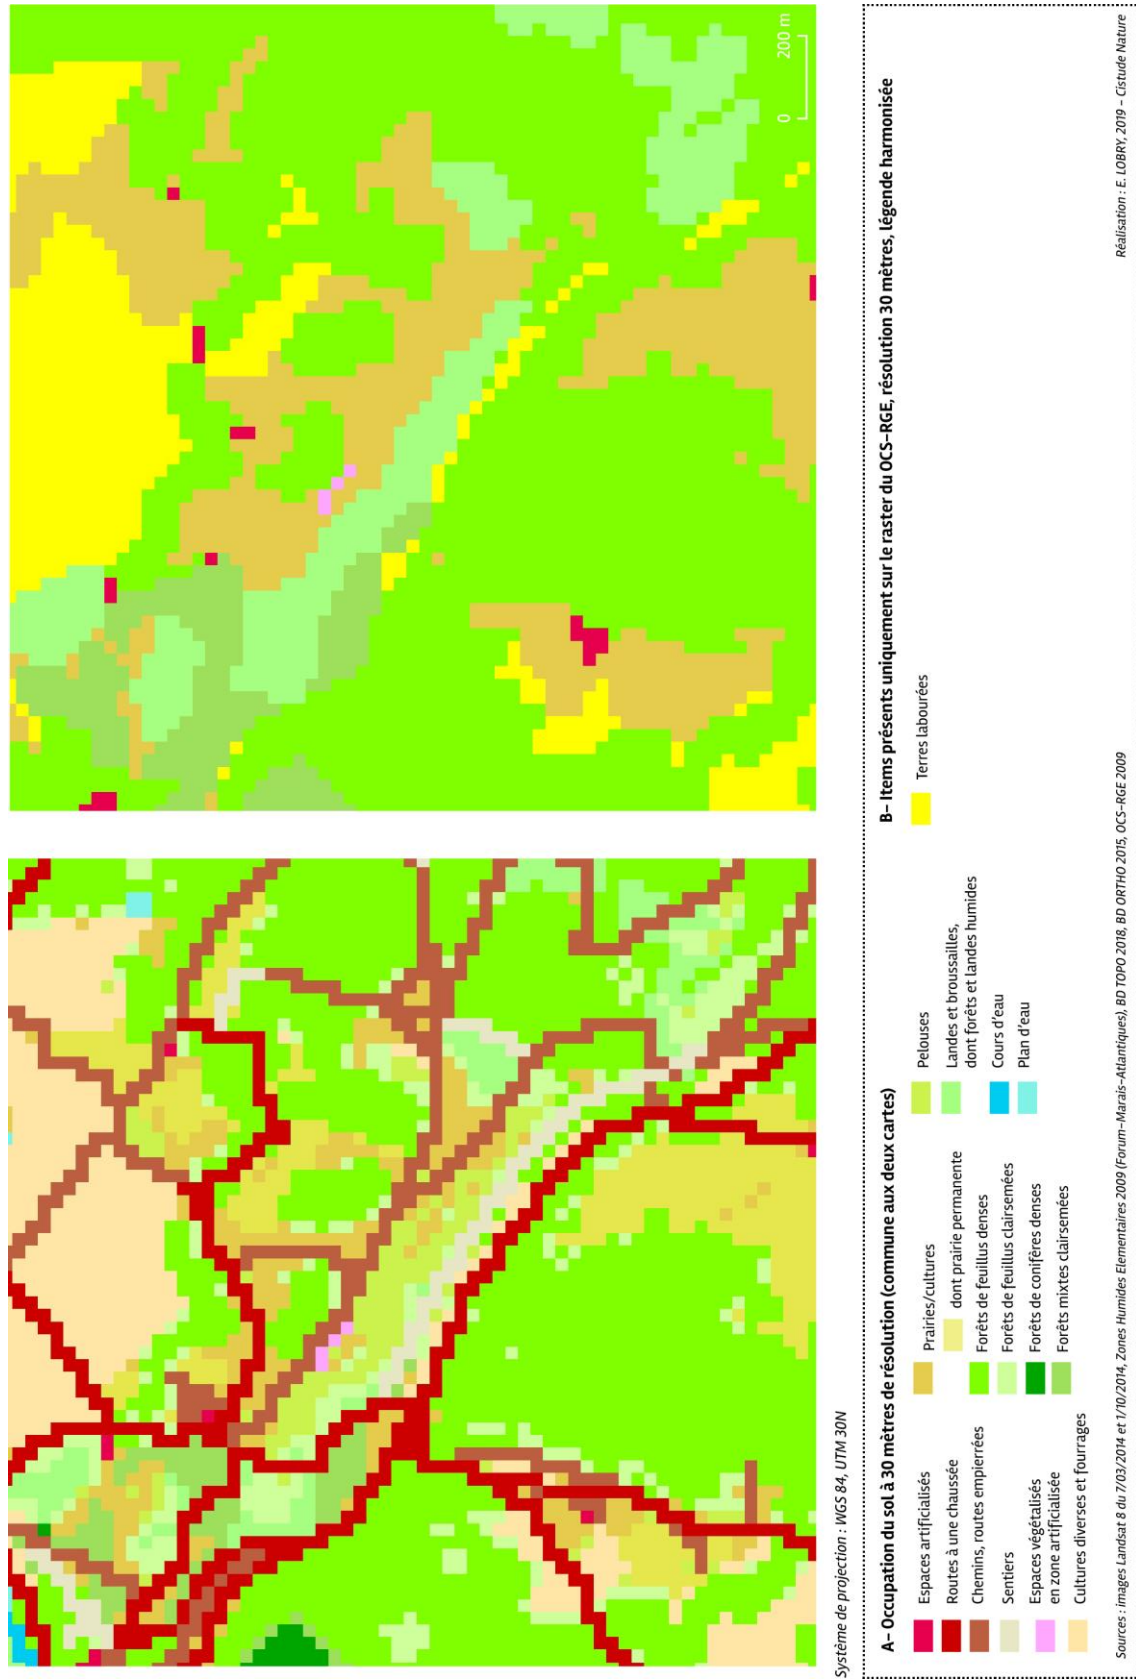 200 m
0
Système de projection : WGS 84, UTM 30N
A– Occupation du sol à 30 mètres de résolution (commune aux deux cartes)
Espaces artificialisés
Routes à une chaussée
Chemins, routes empierrées
Sentiers
Espaces végétalisés
en zone artificialisée
Cultures diverses et fourrages
Prairies/cultures
dont prairie permanente
Forêts de feuillus denses
Forêts de feuillus clairsemées
Forêts de conifères denses
Forêts mixtes clairsemées
Pelouses
Landes et broussailles,
dont forêts et landes humides
Cours d'eau
Plan d'eau
B– Items présents uniquement sur le raster du OCS–RGE, résolution 30 mètres, légende harmonisée
Terres labourées
Sources : images Landsat 8 du 7/03/2014 et 1/10/2014, Zones Humides Elementaires 2009 (Forum–Marais–Atlantiques), BD TOPO 2018, BD ORTHO 2015, OCS–RGE 2009
Réalisation : E. LOBRY, 2019 – Cistude Nature